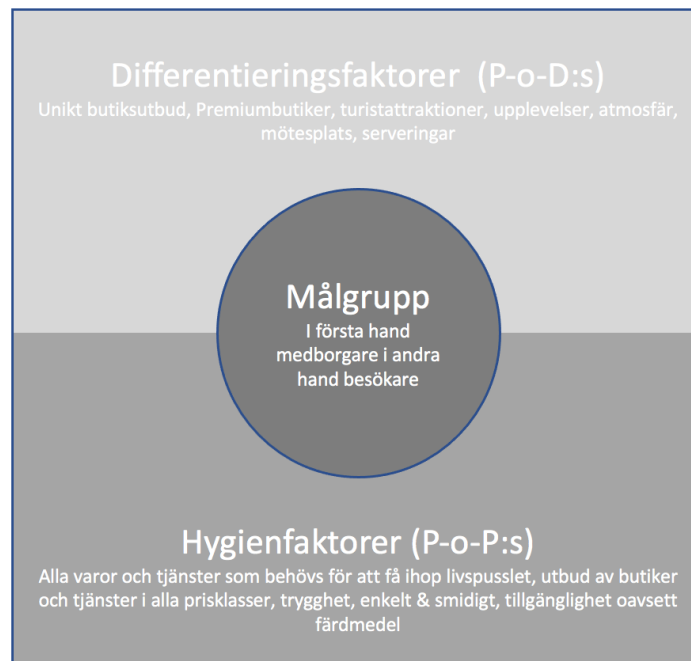 Differentieringsfaktorer (P-o-D:s)
Unikt butiksutbud, Premiumbutiker, turistattraktioner, upplevelser, atmosfär,
mötesplats, serveringar
Målgrupp
I första hand
medborgare i andra
hand besökare
Hygienfaktorer (P-o-P:s)
Alla varor och tjänster som behövs för att få ihop livspusslet, utbud av butiker
och tjänster i alla prisklasser, trygghet, enkelt & smidigt, tillgänglighet oavsett
färdmedel